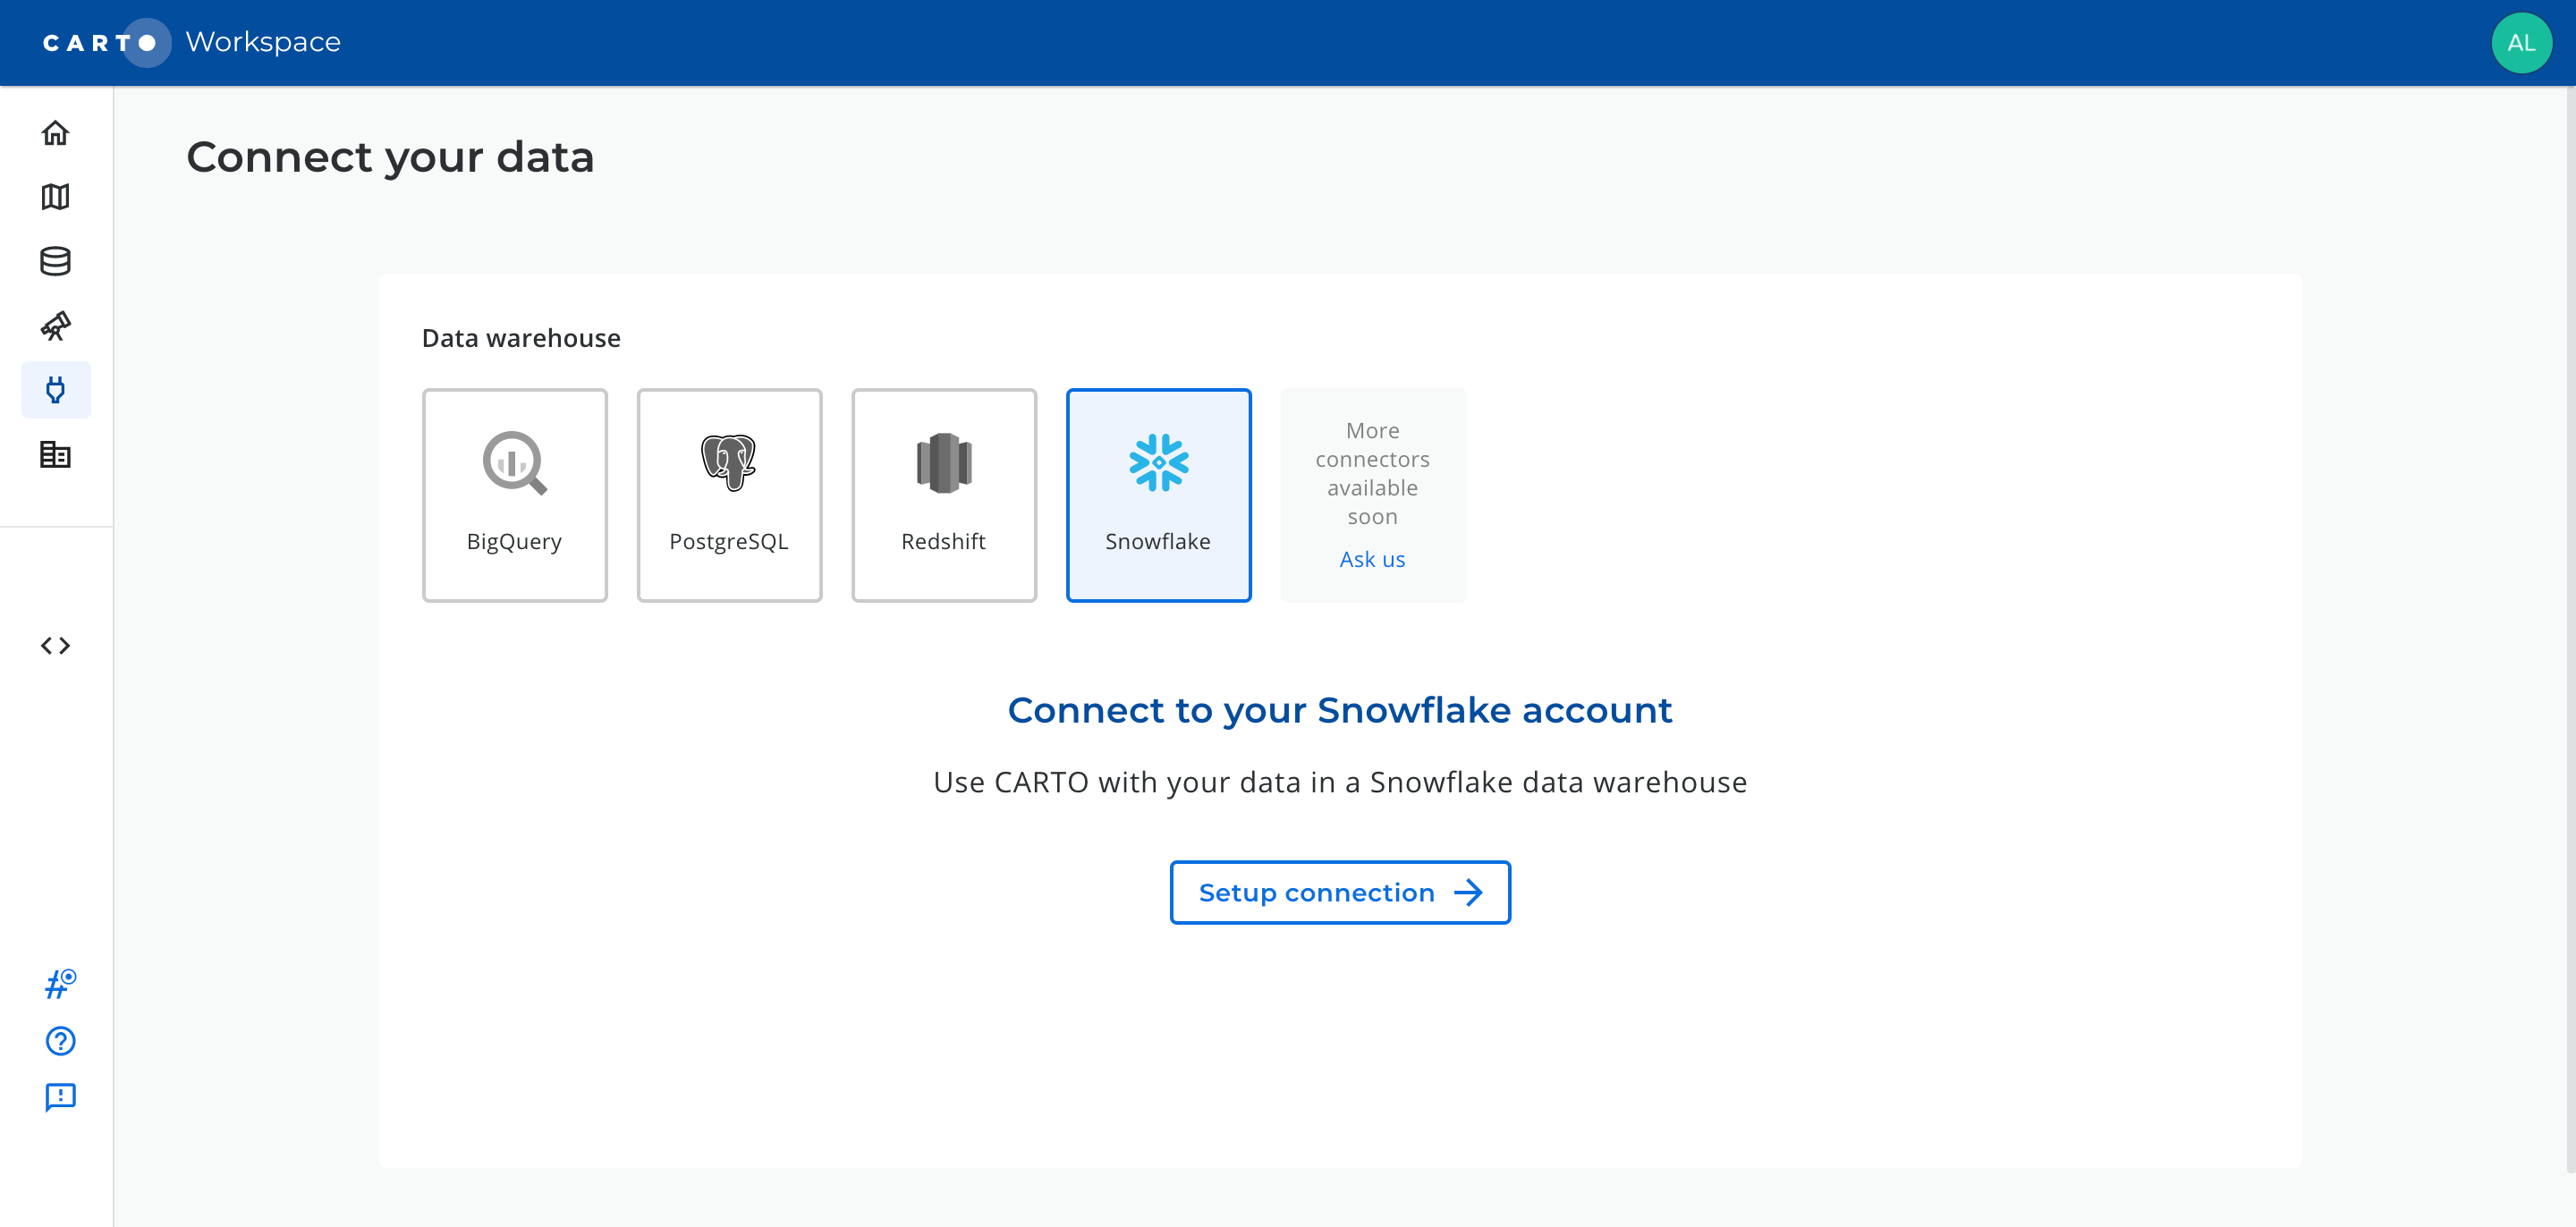 CARTO Workspace
AL
Connect your data
Data warehouse
BigQuery
PostgreSQL
Redshift
Snowflake
More
connectors
available
soon
Ask us
Connect to your Snowflake account
Use CARTO with your data in a Snowflake data warehouse
Setup connection